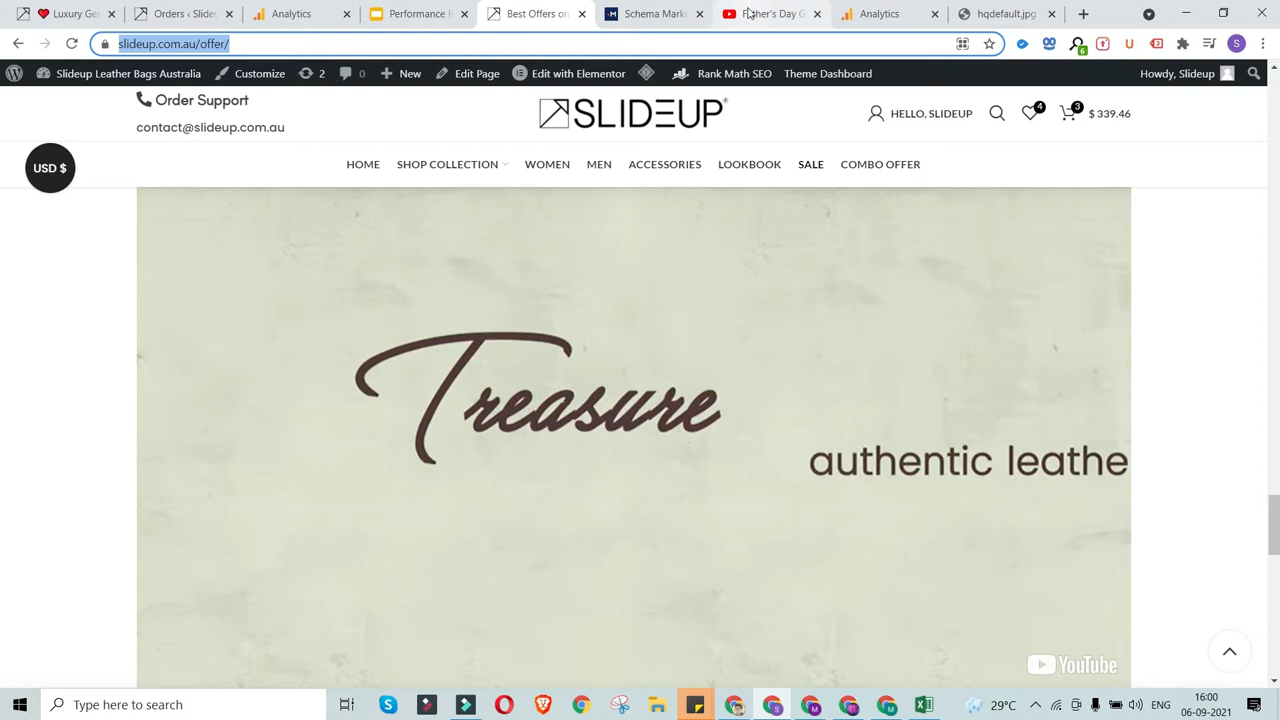 Luxury Ge
Order Deta
Analytics
Performance R
Best Offers on
Schema Mark
Father's Day G
Analytics
hqdefault.jpg
slideup.com.au/offer/
6
S
Slideup Leather Bags Australia
Customize
2
0
New
Edit Page
Edit with Elementor
Rank Math SEO
Theme Dashboard
Howdy, Slideup
Order Support
contact@slideup.com.au
SLIDEUP®
HELLO, SLIDEUP
4
3
$ 339.46
USD $
HOME
SHOP COLLECTION
WOMEN
MEN
ACCESSORIES
LOOKBOOK
SALE
COMBO OFFER
Treasure
authentic leathe
YouTube
Type here to search
29°C
ENG
16:00
06-09-2021